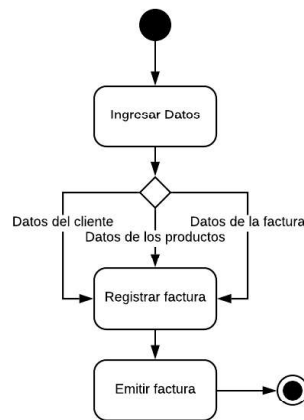 Ingresar Datos
Datos del cliente
Datos de la factura
Datos de los productos
Registrar factura
Emitir factura